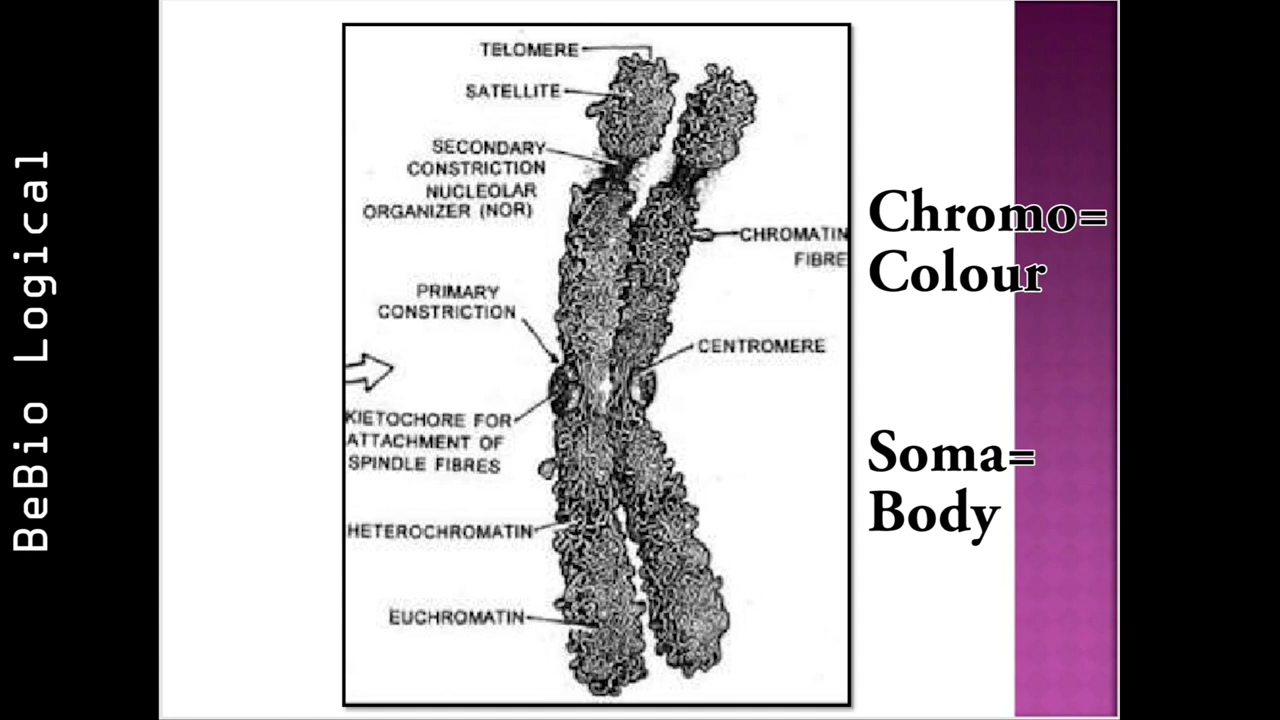 BeBio Logical
TELOMERE
SATELLITE
SECONDARY
CONSTRICTION
NUCLEOLAR
ORGANIZER (NOR)
CHROMATIN
FIBRE
PRIMARY
CONSTRICTION
CENTROMERE
KIETOCHORE FOR
ATTACHMENT OF
SPINDLE FIBRES
HETEROCHROMATIN
EUCHROMATIN
Chromo=
Colour
Soma=
Body